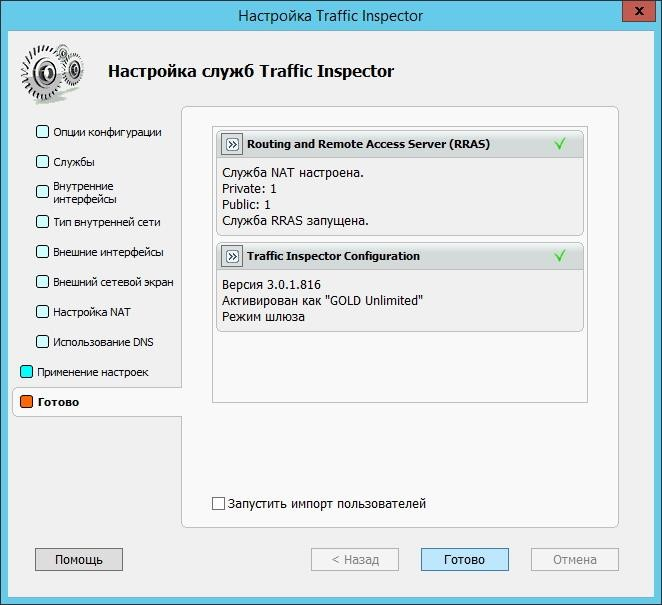 Настройка Traffic Inspector
x
Настройка служб Traffic Inspector
Опции конфигурации
Службы
Внутренние
интерфейсы
Тип внутренней сети
Внешние интерфейсы
Внешний сетевой экран
Настройка NAT
Использование DNS
Применение настроек
Готово
Routing and Remote Access Server (RRAS)
Служба NAT настроена.
Private: 1
Public: 1
Служба RRAS запущена.
Traffic Inspector Configuration
Версия 3.0.1.816
Активирован как "GOLD Unlimited"
Режим шлюза
Запустить импорт пользователей
Помощь
< Назад
Готово
Отмена